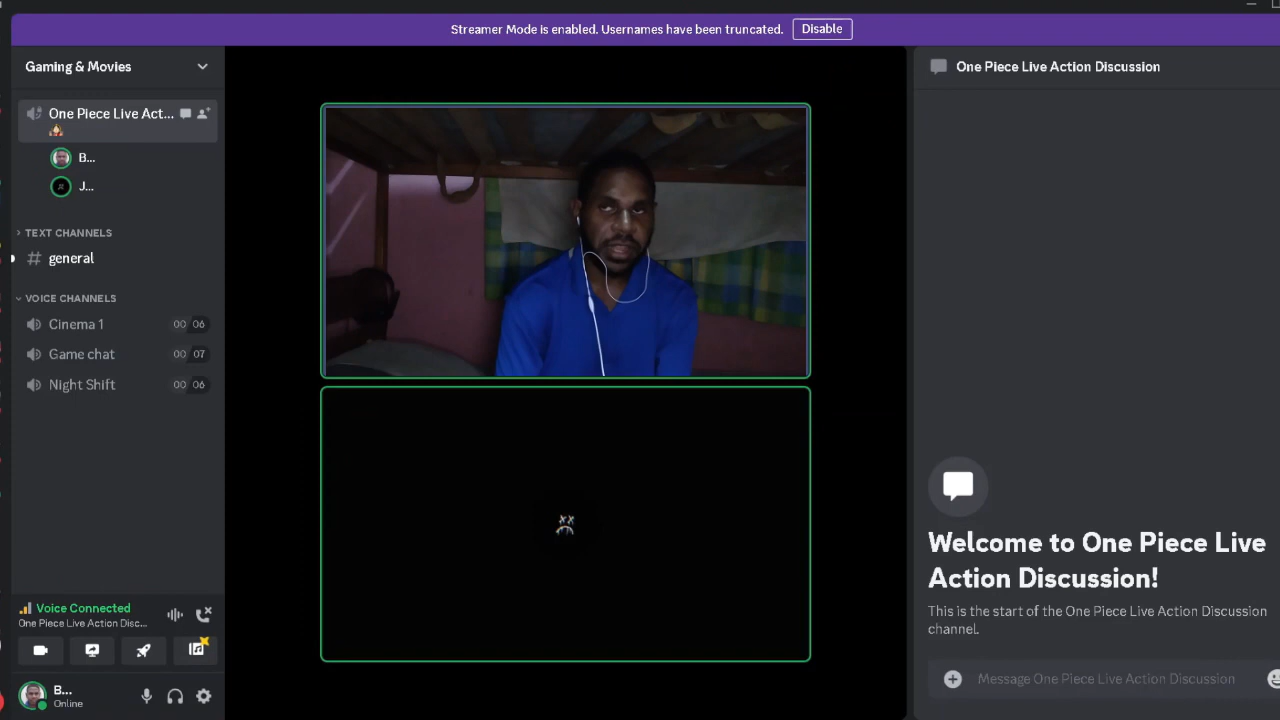 Streamer Mode is enabled. Usernames have been truncated. Disable
Gaming & Movies
One Piece Live Act...
B...
J...
TEXT CHANNELS
# general
VOICE CHANNELS
Cinema 1 00 06
Game chat 00 07
Night Shift 00 06
Voice Connected
One Piece Live Action Disc...
B...
Online
One Piece Live Action Discussion
Welcome to One Piece Live
Action Discussion!
This is the start of the One Piece Live Action Discussion
channel.
Message One Piece Live Action Discussion